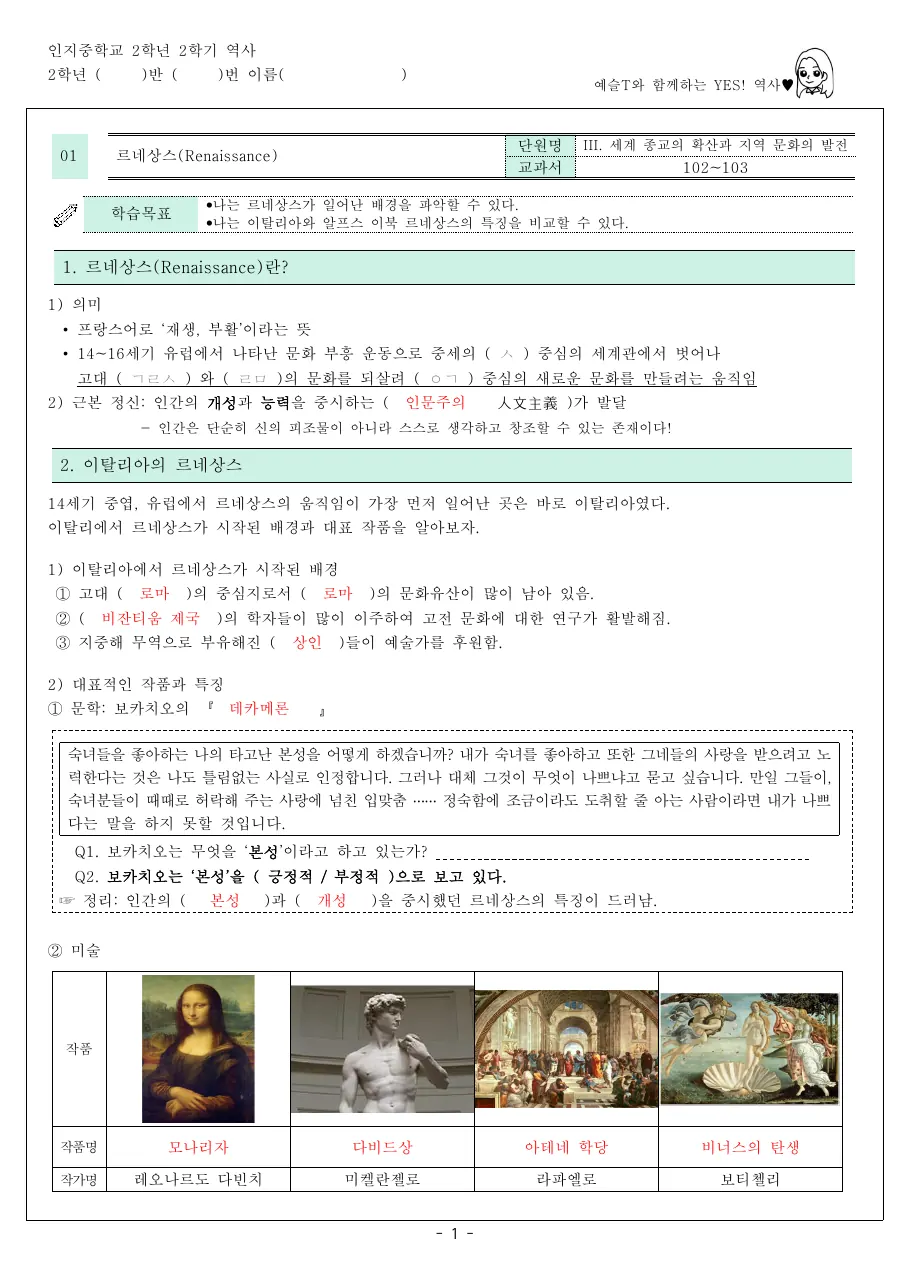 인지중학교 2학년 2학기 역사
2학년 ( )반 ( )번 이름( )
예슬T와 함께하는 YES! 역사♥
01
르네상스(Renaissance)
단원명
III. 세계 종교의 확산과 지역 문화의 발전
교과서
102~103
학습목표
●나는 르네상스가 일어난 배경을 파악할 수 있다.
●나는 이탈리아와 알프스 이북 르네상스의 특징을 비교할 수 있다.
1. 르네상스(Renaissance)란?
1) 의미
• 프랑스어로 ‘재생, 부활’이라는 뜻
• 14~16세기 유럽에서 나타난 문화 부흥 운동으로 중세의 ( ㅅ ) 중심의 세계관에서 벗어나
고대 ( ㄱㄹㅅ ) 와 ( ㄹㅁ )의 문화를 되살려 ( ㅇㄱ ) 중심의 새로운 문화를 만들려는 움직임
2) 근본 정신: 인간의 개성과 능력을 중시하는 ( 인문주의 人文主義 )가 발달
- 인간은 단순히 신의 피조물이 아니라 스스로 생각하고 창조할 수 있는 존재이다!
2. 이탈리아의 르네상스
14세기 중엽, 유럽에서 르네상스의 움직임이 가장 먼저 일어난 곳은 바로 이탈리아였다.
이탈리에서 르네상스가 시작된 배경과 대표 작품을 알아보자.
1) 이탈리아에서 르네상스가 시작된 배경
① 고대 ( 로마 )의 중심지로서 ( 로마 )의 문화유산이 많이 남아 있음.
② ( 비잔티움 제국 )의 학자들이 많이 이주하여 고전 문화에 대한 연구가 활발해짐.
③ 지중해 무역으로 부유해진 ( 상인 )들이 예술가를 후원함.
2) 대표적인 작품과 특징
① 문학: 보카치오의 『 데카메론 』
숙녀들을 좋아하는 나의 타고난 본성을 어떻게 하겠습니까? 내가 숙녀를 좋아하고 또한 그네들의 사랑을 받으려고 노
력한다는 것은 나도 틀림없는 사실로 인정합니다. 그러나 대체 그것이 무엇이 나쁘냐고 묻고 싶습니다. 만일 그들이,
숙녀분들이 때때로 허락해 주는 사랑에 넘친 입맞춤 …… 정숙함에 조금이라도 도취할 줄 아는 사람이라면 내가 나쁘
다는 말을 하지 못할 것입니다.
Q1. 보카치오는 무엇을 ‘본성’이라고 하고 있는가?
Q2. 보카치오는 ‘본성’을 ( 긍정적 / 부정적 )으로 보고 있다.
☞ 정리: 인간의 ( 본성 )과 ( 개성 )을 중시했던 르네상스의 특징이 드러남.
② 미술
작품
작품명 모나리자 다비드상 아테네 학당 비너스의 탄생
작가명 레오나르도 다빈치 미켈란젤로 라파엘로 보티첼리
- 1 -